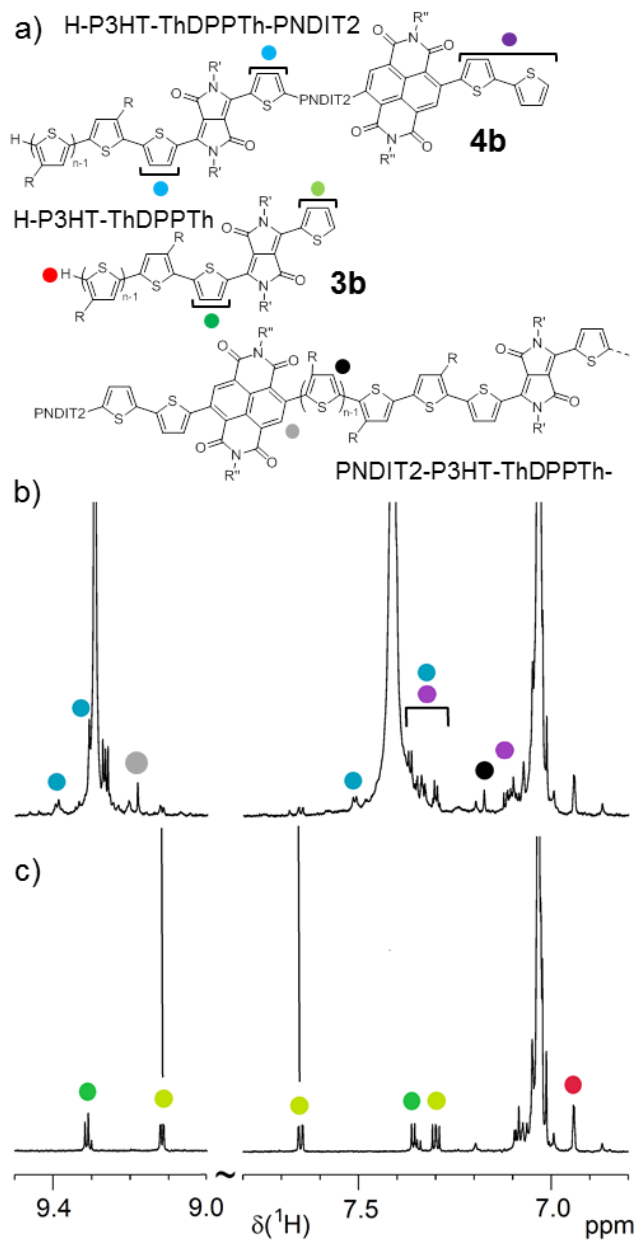 a) H-P3HT-ThDPPTh-PNDIT2
R''
O N O
S
R'
N
O
S
PNDIT2
S
R
S
H
S
n-1
R
S
O
N
R'
O N O
R''
4b
H-P3HT-ThDPPTh
R'
N
O
S
R
S
H
S
n-1
R
S
O
N
R'
3b
R''
O N O
R
S
n-1
R
S
R'
N
O
S
PNDIT2
S
S
S
R
S
O
N
R'
O N O
R''
PNDIT2-P3HT-ThDPPTh-
b)
c)
9.4 9.0 ~ 7.5 7.0
δ(¹H) ppm